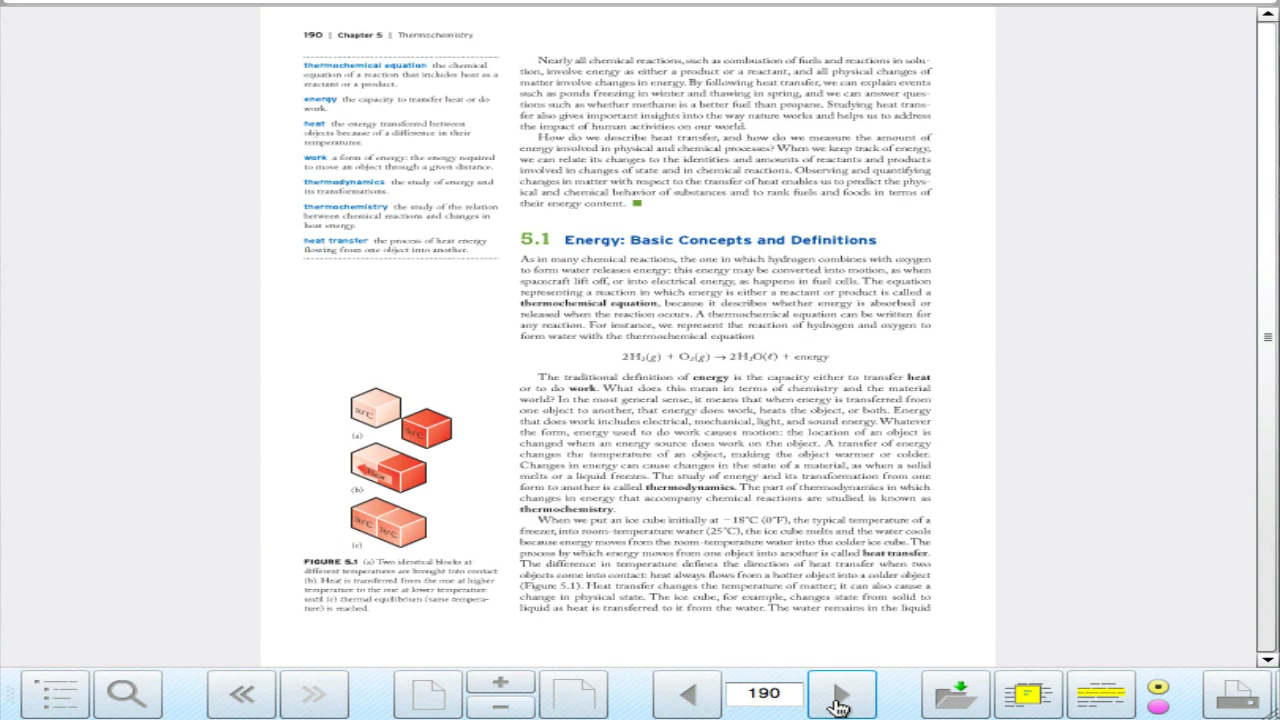 190 | Chapter 5 | Thermochemistry
thermochemical equation the chemical
equation of a reaction that includes heat as a
reactant or a product.
energy the capacity to transfer heat or do
work.
heat the energy transferred between
objects because of a difference in their
temperatures.
work a form of energy: the energy required
to move an object through a given distance.
thermodynamics the study of energy and
its transformations.
thermochemistry the study of the relation
between chemical reactions and changes in
heat energy.
heat transfer the process of heat energy
flowing from one object into another.
(a)
(b)
(c)
FIGURE 5.1 (a) Two identical blocks at
different temperatures are brought into contact
(b). Heat is transferred from the one at higher
temperature to the one at lower temperature
until (c) thermal equilibrium (same tempera-
ture) is reached.
Nearly all chemical reactions, such as combustion of fuels and reactions in solu-
tion, involve energy as either a product or a reactant, and all physical changes of
matter involve changes in energy. By following heat transfer, we can explain events
such as ponds freezing in winter and thawing in spring, and we can answer ques-
tions such as whether methane is a better fuel than propane. Studying heat trans-
fer also gives important insights into the way nature works and helps us to address
the impact of human activities on our world.
How do we describe heat transfer, and how do we measure the amount of
energy involved in physical and chemical processes? When we keep track of energy,
we can relate its changes to the identities and amounts of reactants and products
involved in changes of state and in chemical reactions. Observing and quantifying
changes in matter with respect to the transfer of heat enables us to predict the phys-
ical and chemical behavior of substances and to rank fuels and foods in terms of
their energy content.
5.1 Energy: Basic Concepts and Definitions
As in many chemical reactions, the one in which hydrogen combines with oxygen
to form water releases energy: this energy may be converted into motion, as when
spacecraft lift off, or into electrical energy, as happens in fuel cells. The equation
representing a reaction in which energy is either a reactant or product is called a
thermochemical equation, because it describes whether energy is absorbed or
released when the reaction occurs. A thermochemical equation can be written for
any reaction. For instance, we represent the reaction of hydrogen and oxygen to
form water with the thermochemical equation
2H₂(g) + O₂(g) → 2H₂O(ℓ) + energy
The traditional definition of energy is the capacity either to transfer heat
or to do work. What does this mean in terms of chemistry and the material
world? In the most general sense, it means that when energy is transferred from
one object to another, that energy does work, heats the object, or both. Energy
that does work includes electrical, mechanical, light, and sound energy. Whatever
the form, energy used to do work causes motion: the location of an object is
changed when an energy source does work on the object. A transfer of energy
changes the temperature of an object, making the object warmer or colder.
Changes in energy can cause changes in the state of a material, as when a solid
melts or a liquid freezes. The study of energy and its transformation from one
form to another is called thermodynamics. The part of thermodynamics in which
changes in energy that accompany chemical reactions are studied is known as
thermochemistry.
When we put an ice cube initially at −18°C (0°F), the typical temperature of a
freezer, into room-temperature water (25°C), the ice cube melts and the water cools
because energy moves from the room-temperature water into the colder ice cube. The
process by which energy moves from one object into another is called heat transfer.
The difference in temperature defines the direction of heat transfer when two
objects come into contact: heat always flows from a hotter object into a colder object
(Figure 5.1). Heat transfer changes the temperature of matter; it can also cause a
change in physical state. The ice cube, for example, changes state from solid to
liquid as heat is transferred to it from the water. The water remains in the liquid
190